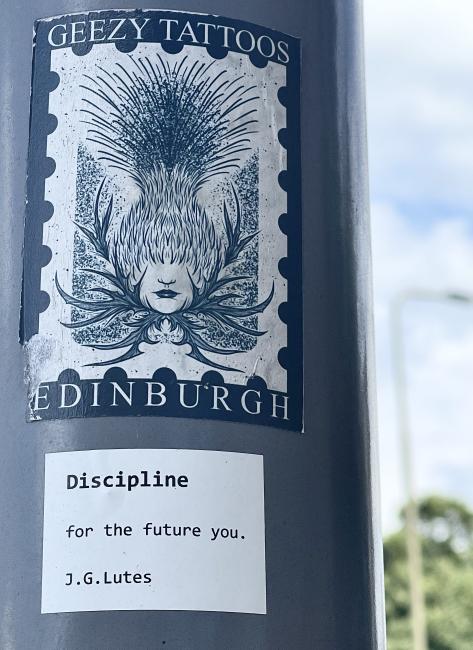 GEEZY TATTOOS
EDINBURGH
Discipline
for the future you.
J.G.Lutes